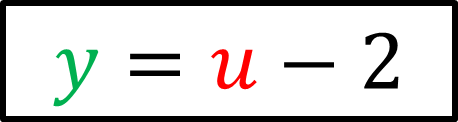 y = u − 2